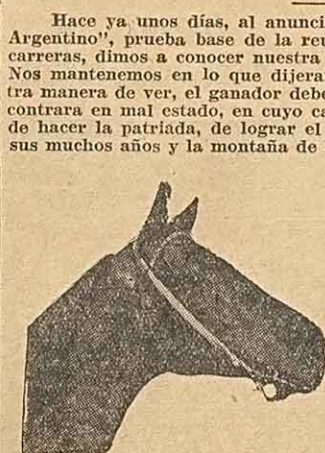 Hace ya unos días, al anunci
Argentino", prueba base de la reu
carreras, dimos a conocer nuestra
Nos mantenemos en lo que dijera
tra manera de ver, el ganador debe
contrara en mal estado, en cuyo ca
de hacer la patriada, de lograr el
sus muchos años y la montaña de